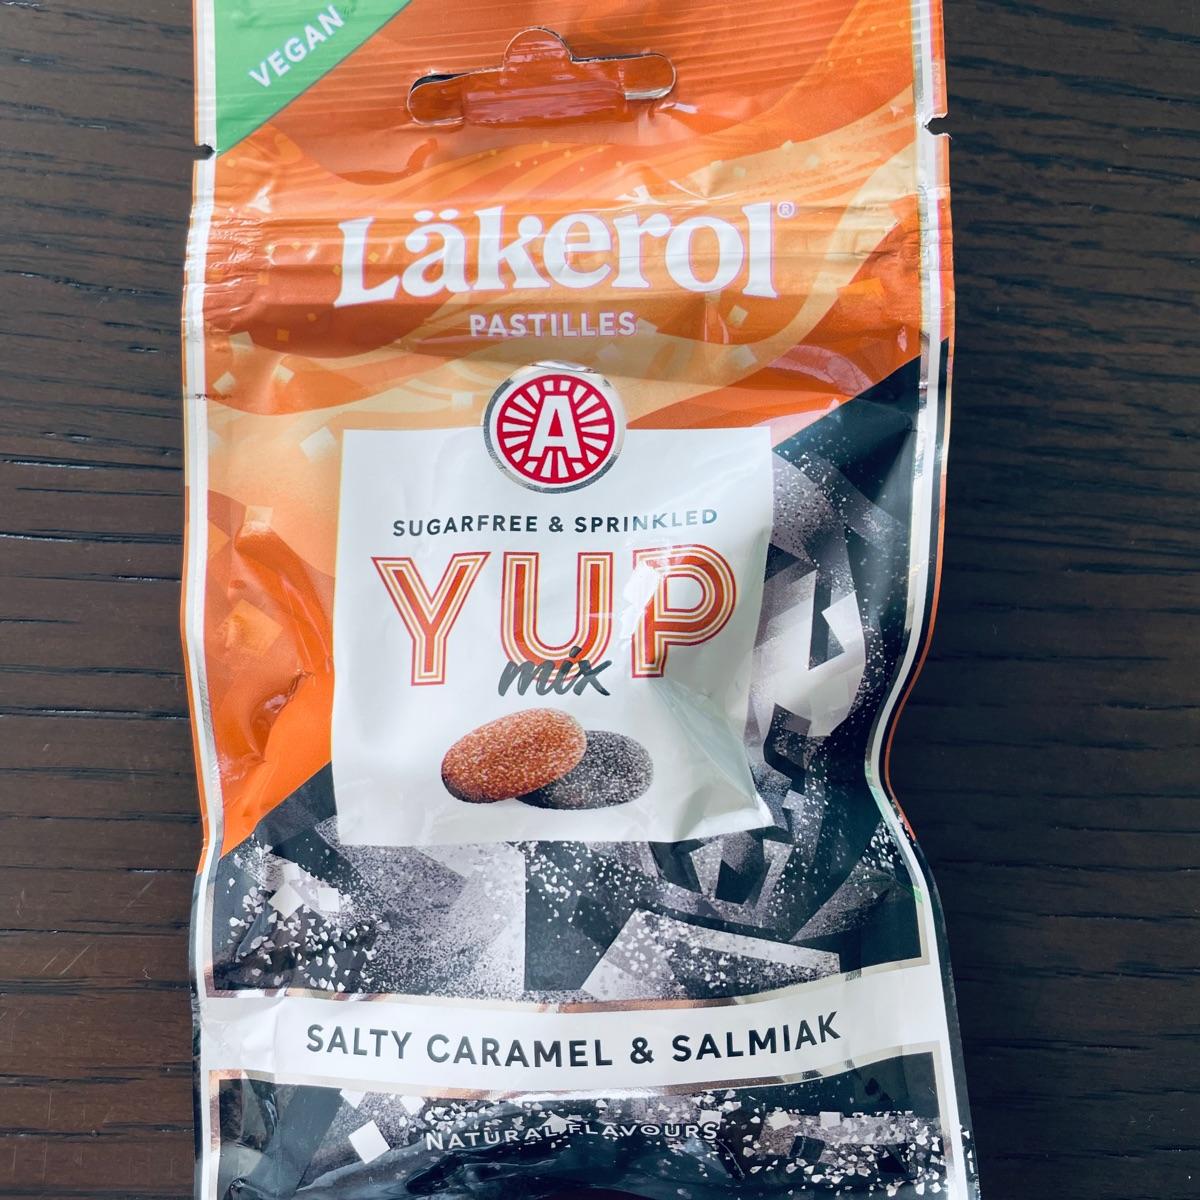 VEGAN
Läkerol®
PASTILLES
A
SUGARFREE & SPRINKLED
YUP
mix
SALTY CARAMEL & SALMIAK
NATURAL FLAVOURS